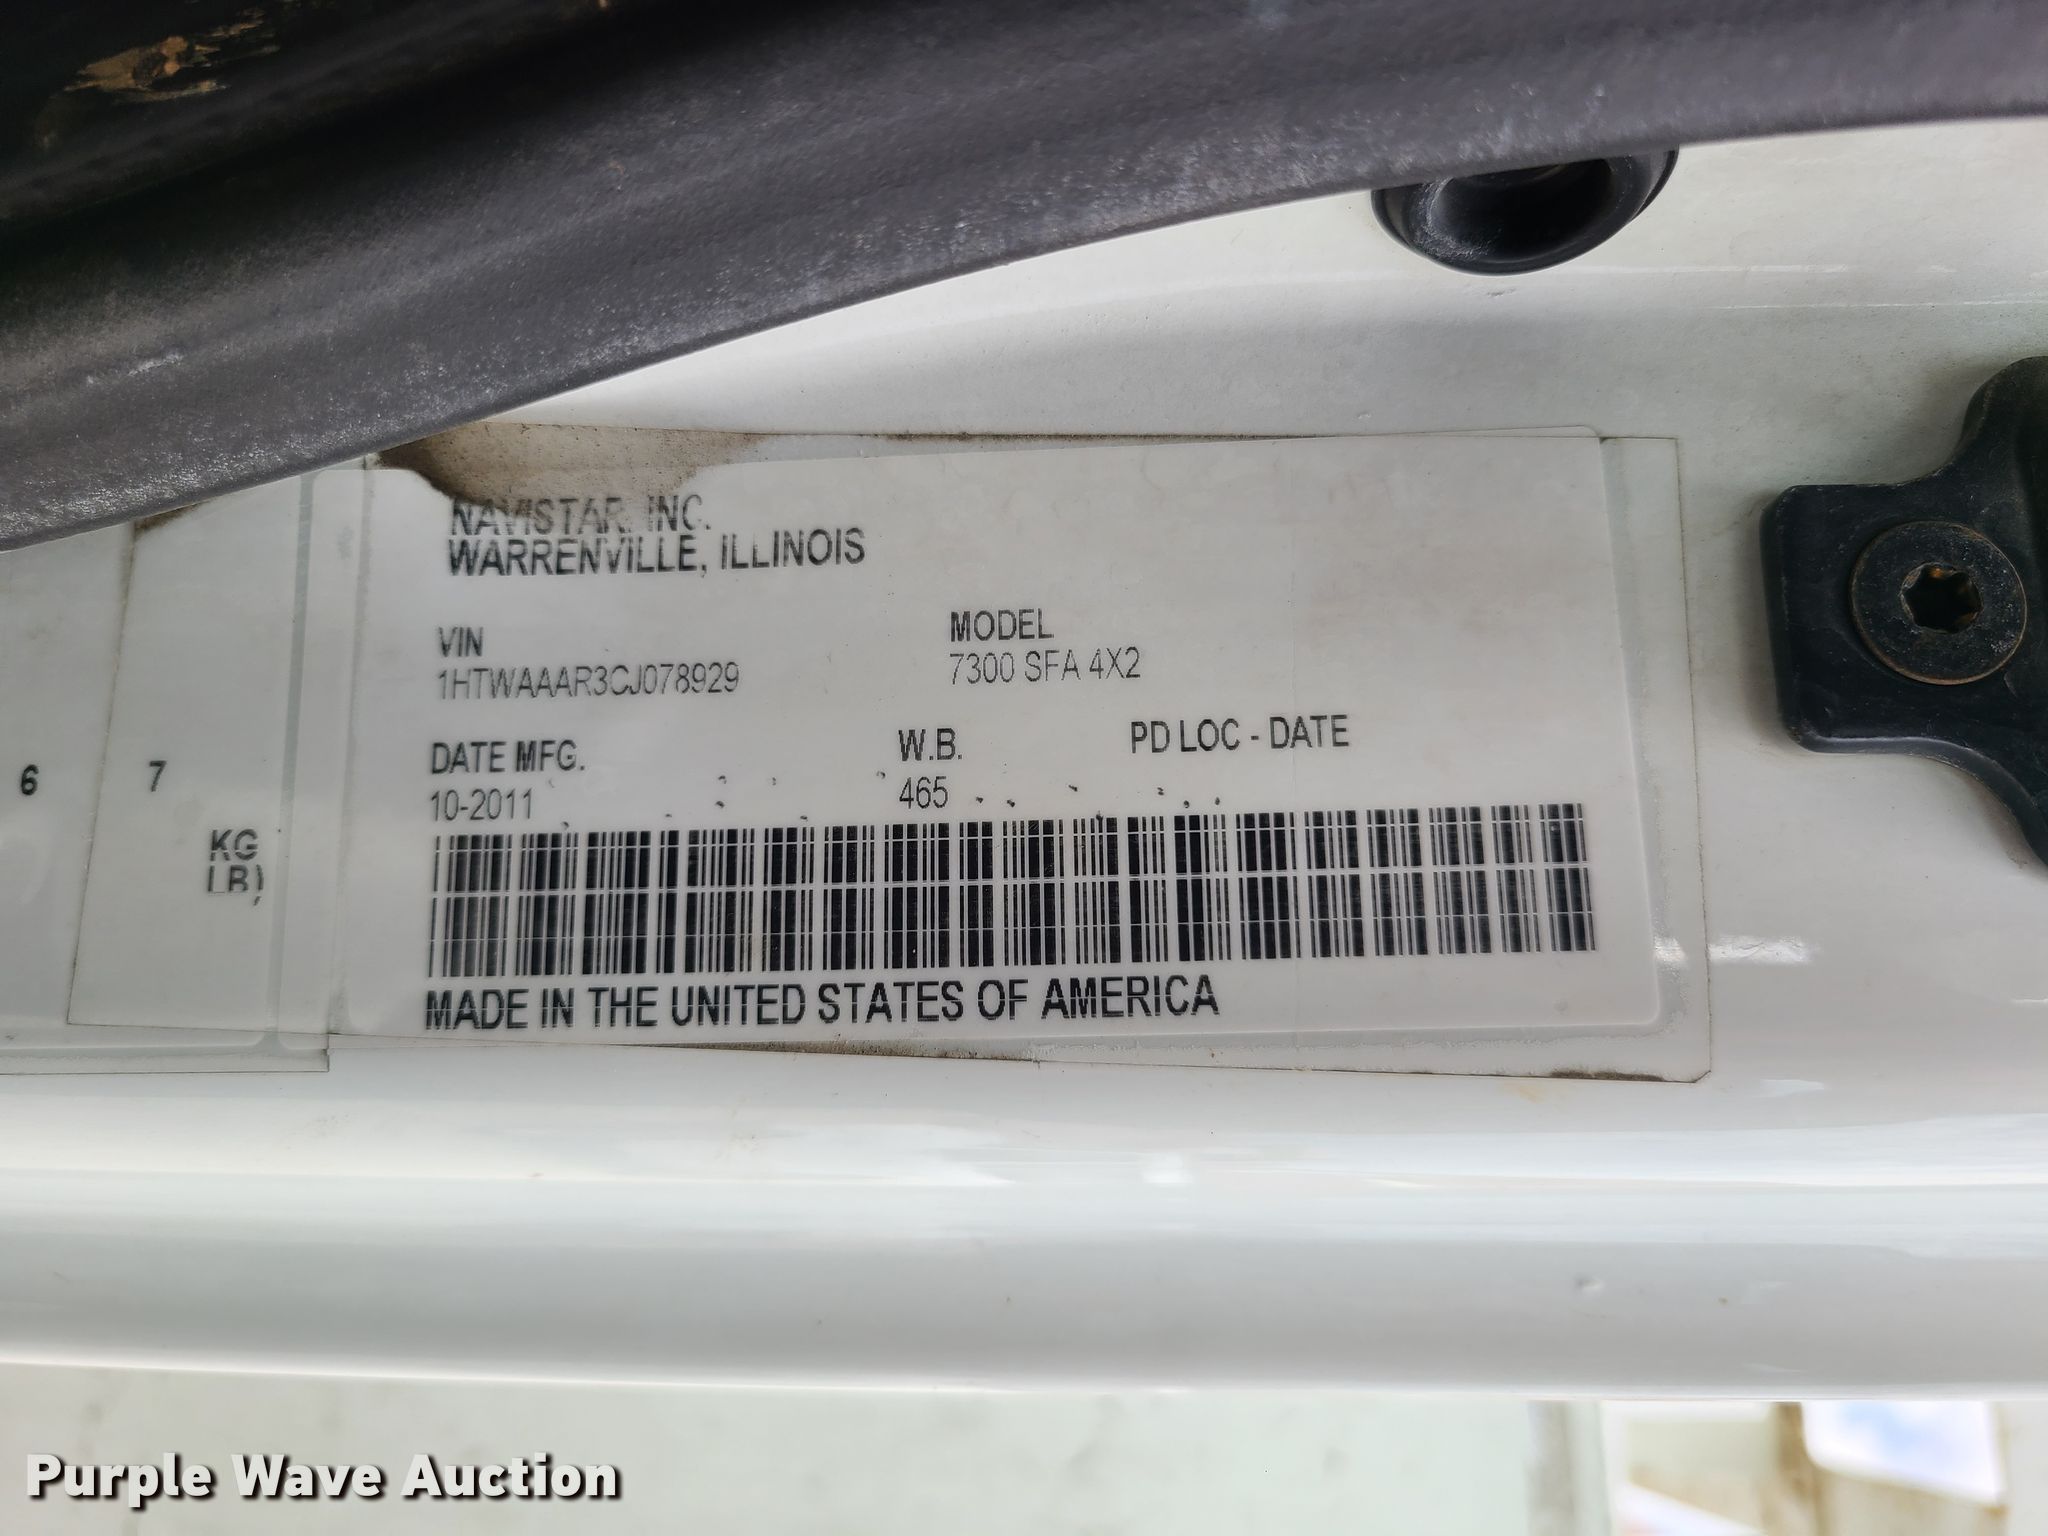 NAVISTAR, INC.
WARRENVILLE, ILLINOIS
VIN
1HTWAAAR3CJ078929
MODEL
7300 SFA 4X2
DATE MFG.
10-2011
W.B.
465
PD LOC - DATE
MADE IN THE UNITED STATES OF AMERICA
6 7
KG
LB)
Purple Wave Auction